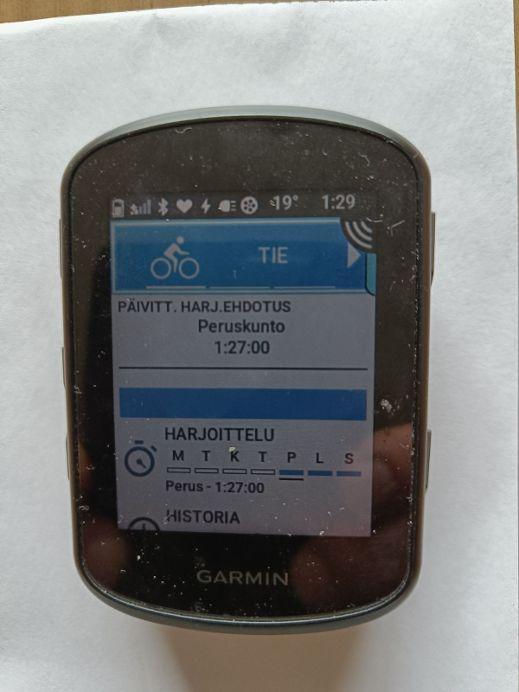 19° 1:29
TIE
PÄIVITT. HARJ.EHDOTUS
Peruskunto
1:27:00
HARJOITTELU
M T K T P L S
Perus - 1:27:00
HISTORIA
GARMIN